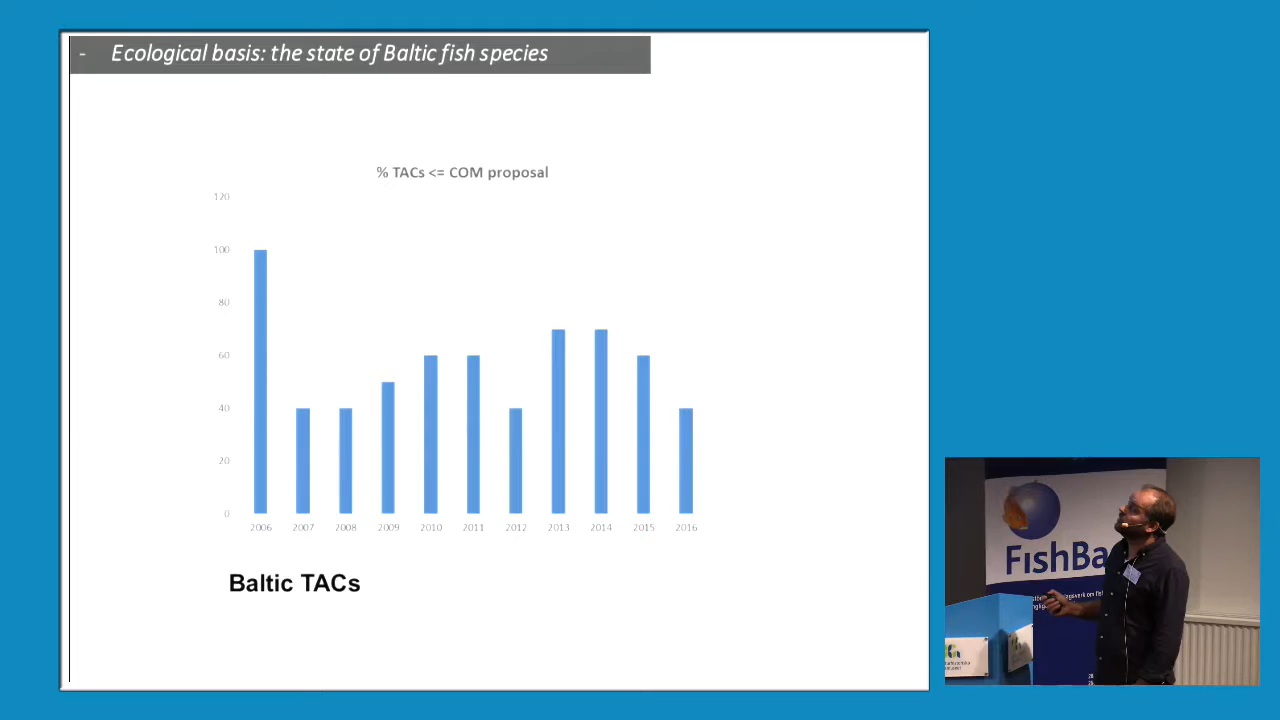 - Ecological basis: the state of Baltic fish species
% TACs <= COM proposal
120
100
80
60
40
20
0
2006 2007 2008 2009 2010 2011 2012 2013 2014 2015 2016
Baltic TACs
FishBa